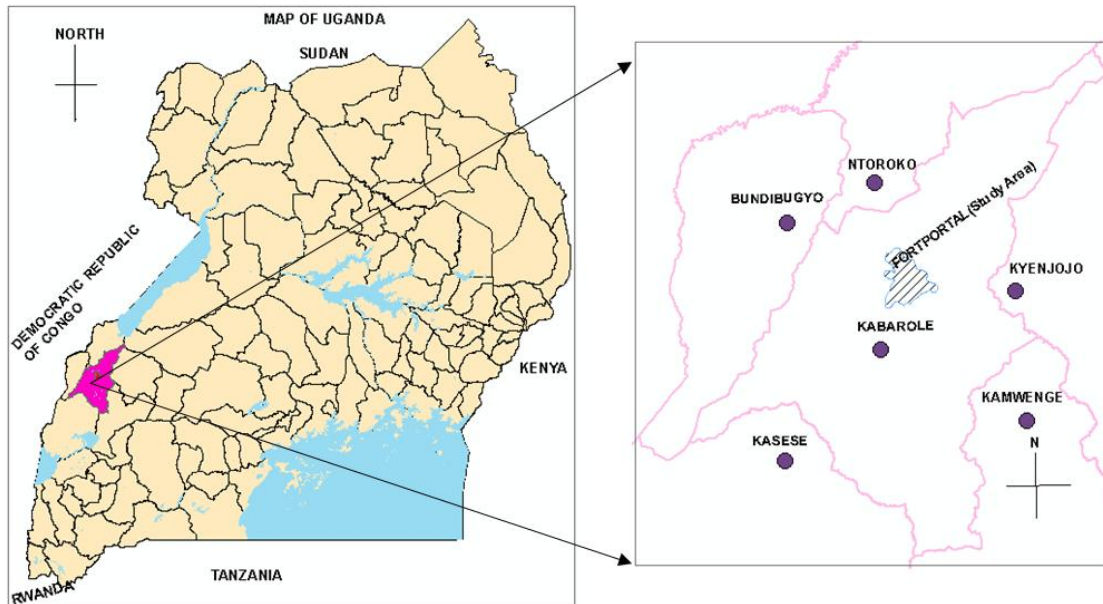 MAP OF UGANDA
NORTH
SUDAN
DEMOCRATIC REPUBLIC
OF CONGO
KENYA
TANZANIA
RWANDA
NTOROKO
BUNDIBUGYO
FORTPORTAL(Study Area)
KYENJOJO
KABAROLE
KAMWENGE
KASESE
N